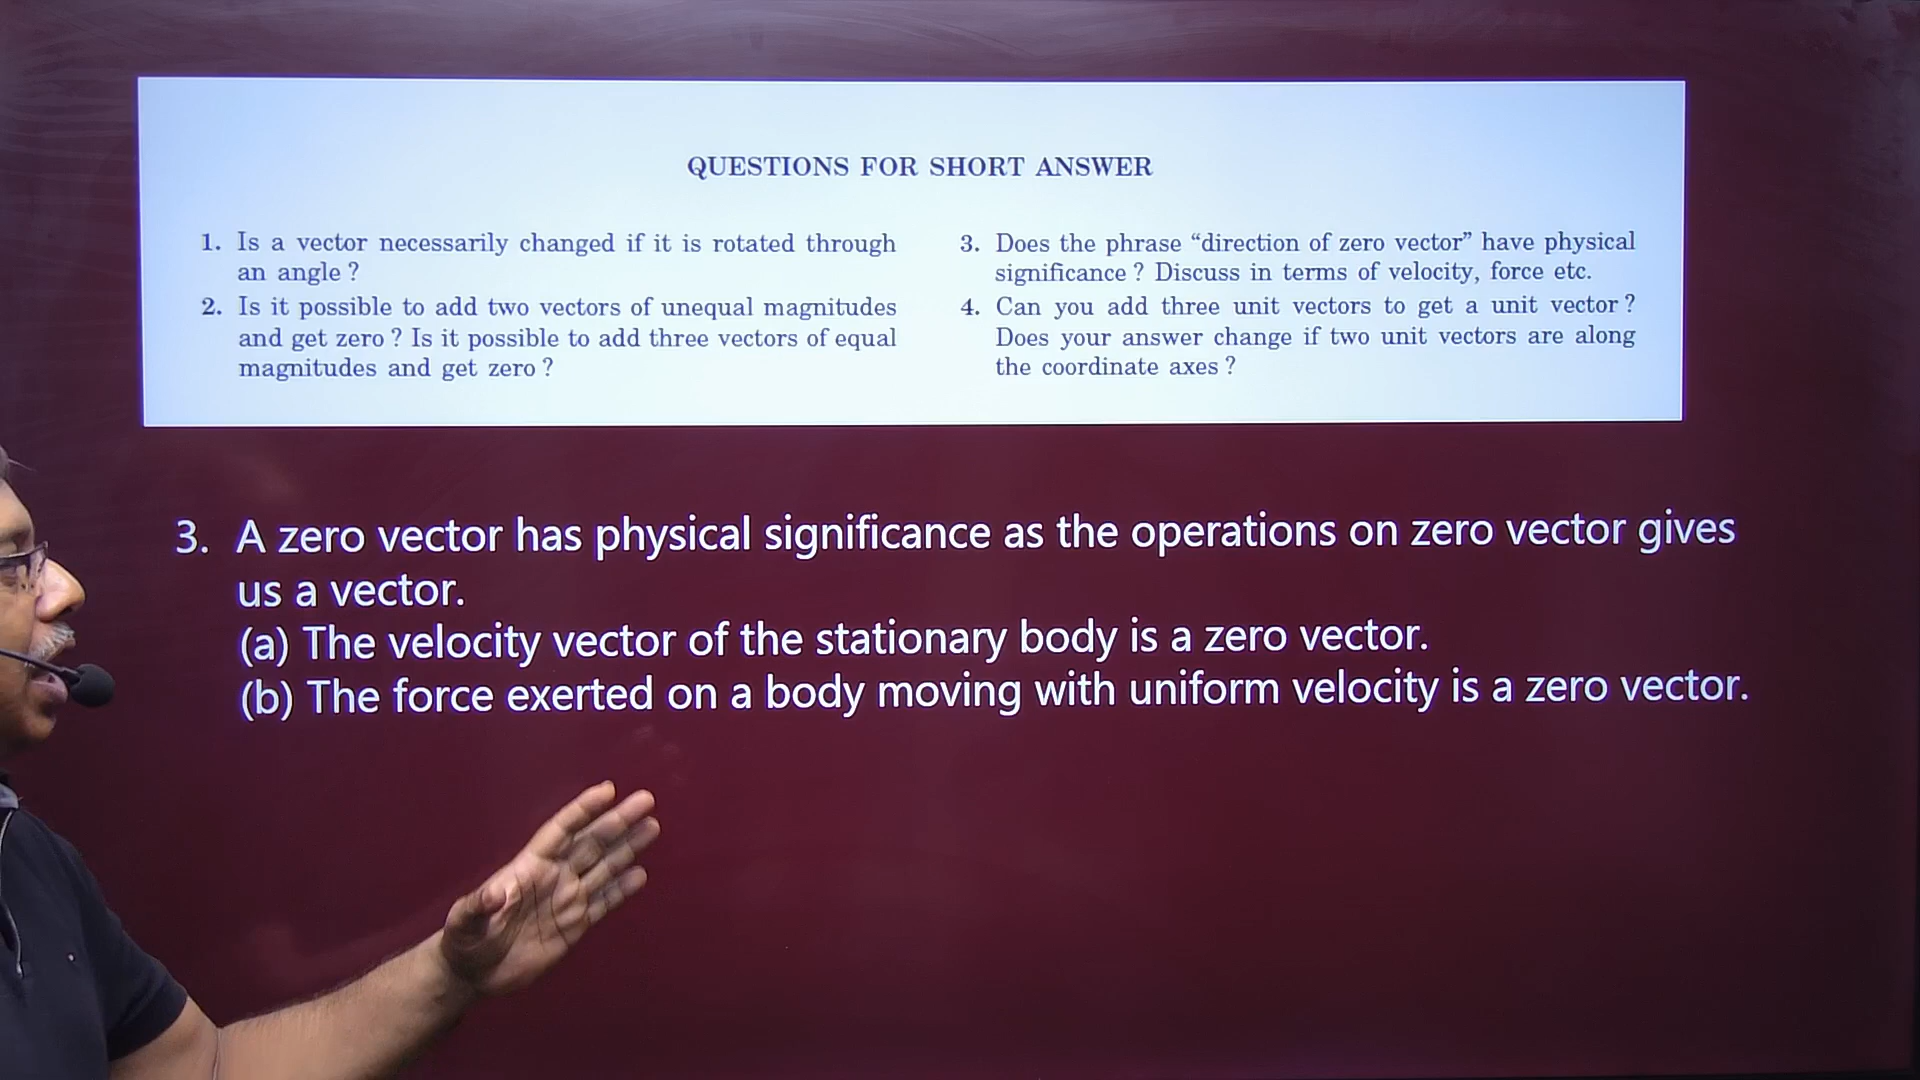 QUESTIONS FOR SHORT ANSWER
1. Is a vector necessarily changed if it is rotated through
an angle ?
2. Is it possible to add two vectors of unequal magnitudes
and get zero ? Is it possible to add three vectors of equal
magnitudes and get zero ?
3. Does the phrase “direction of zero vector” have physical
significance ? Discuss in terms of velocity, force etc.
4. Can you add three unit vectors to get a unit vector ?
Does your answer change if two unit vectors are along
the coordinate axes ?
3. A zero vector has physical significance as the operations on zero vector gives
us a vector.
(a) The velocity vector of the stationary body is a zero vector.
(b) The force exerted on a body moving with uniform velocity is a zero vector.